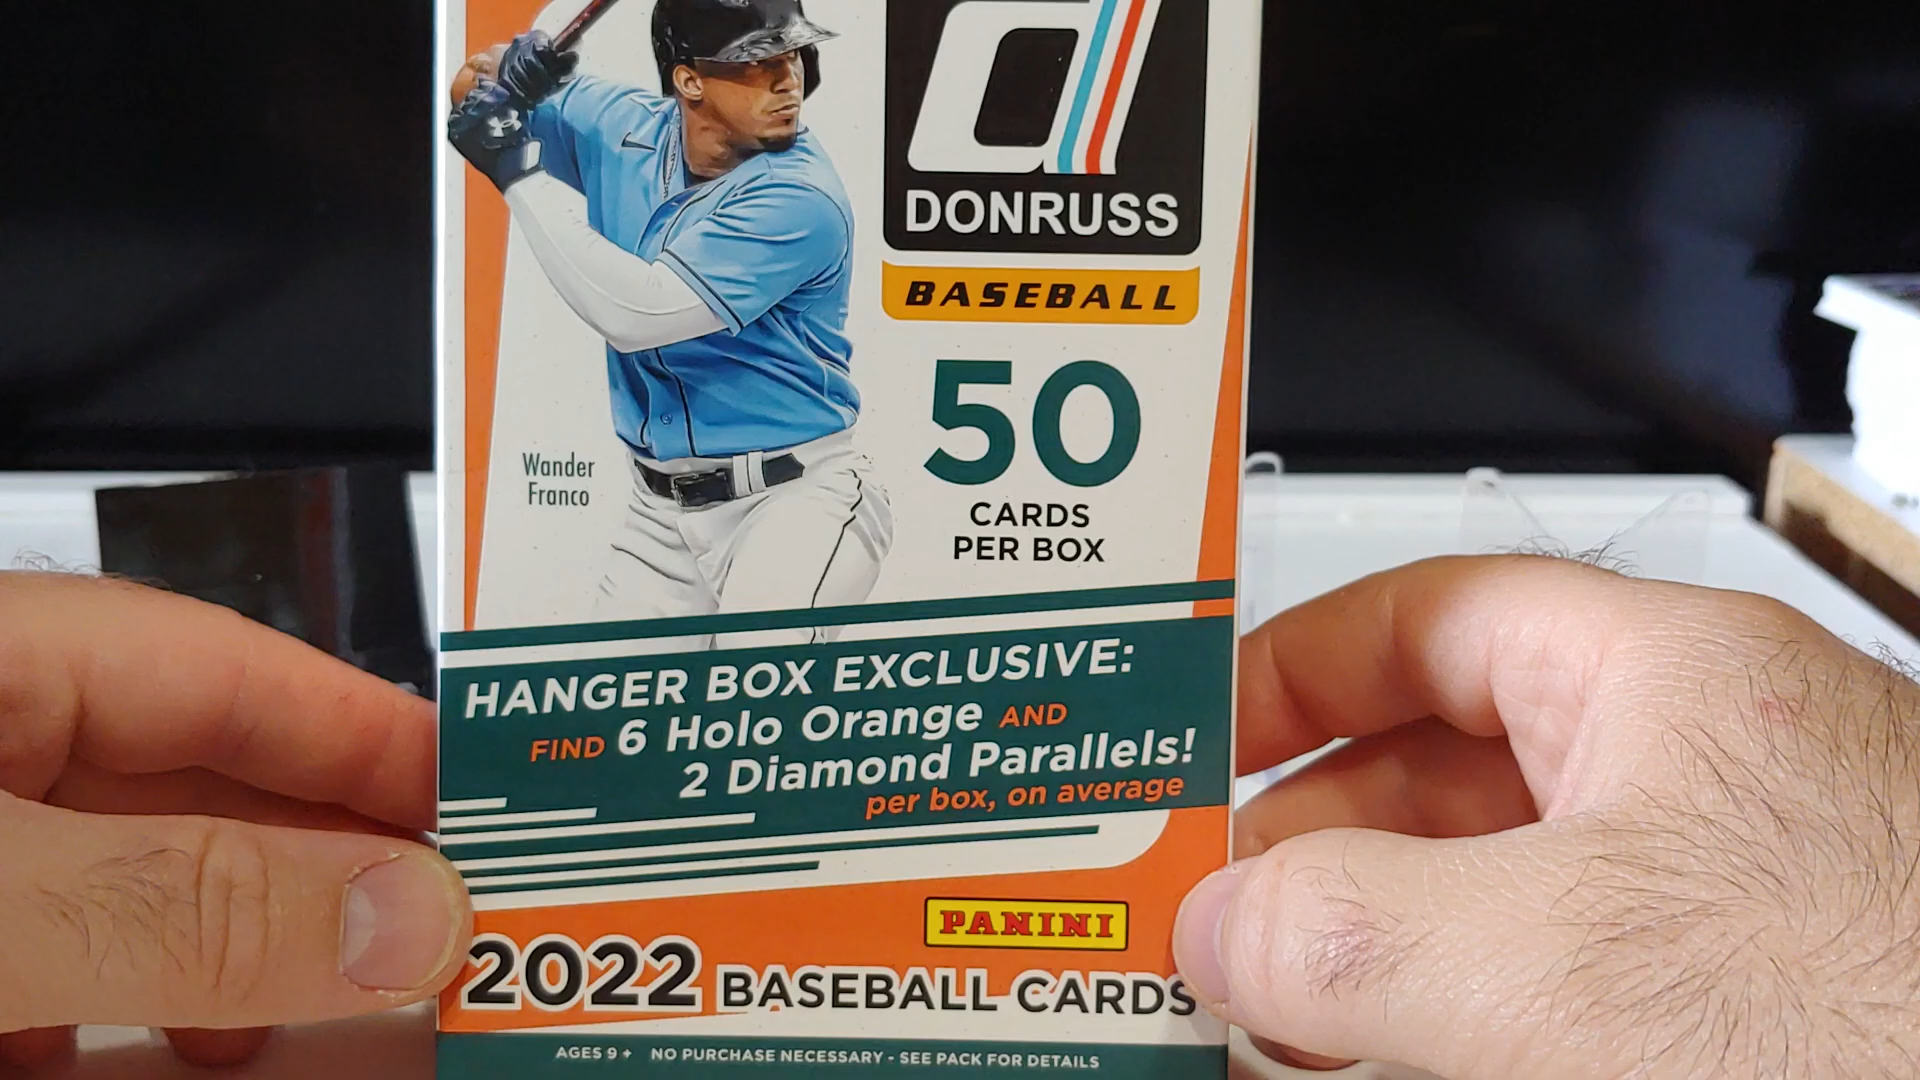 DONRUSS
BASEBALL
50
CARDS
PER BOX
Wander
Franco
HANGER BOX EXCLUSIVE:
FIND 6 Holo Orange AND
2 Diamond Parallels!
per box, on average
PANINI
2022 BASEBALL CARDS
AGES 9+ NO PURCHASE NECESSARY - SEE PACK FOR DETAILS